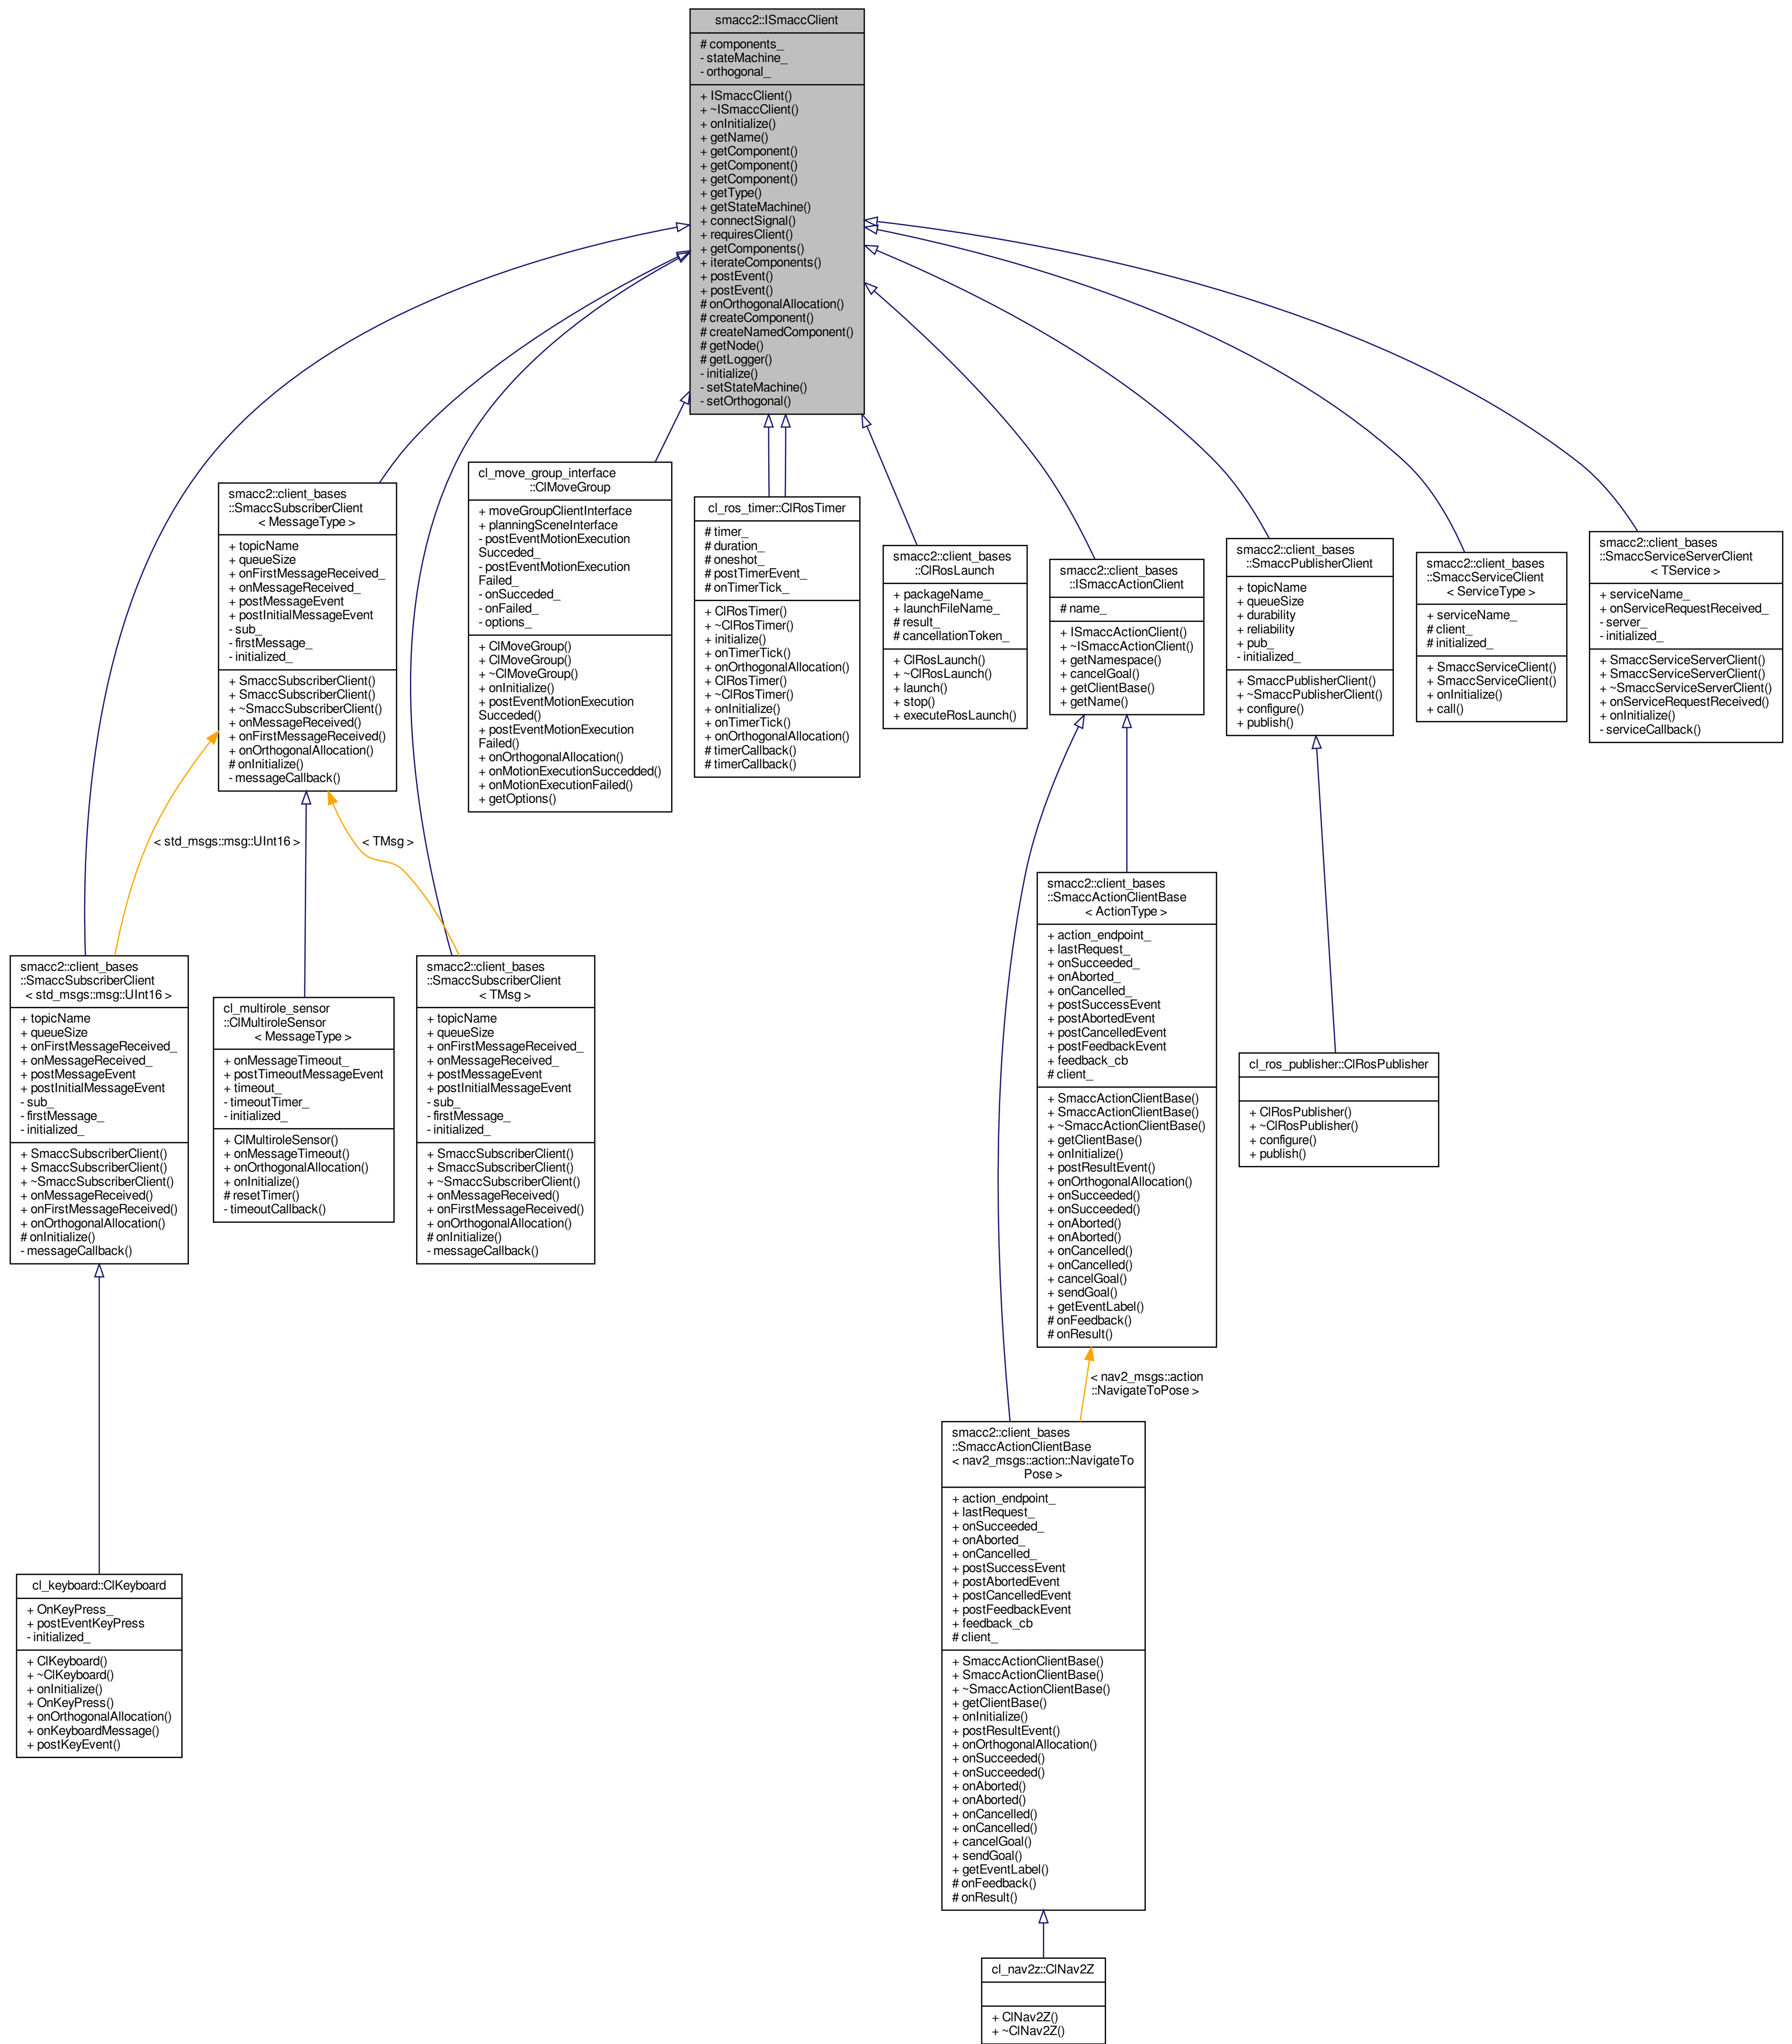 smacc2::ISmaccClient
# components_
- stateMachine_
- orthogonal_
+ ISmaccClient()
+ ~ISmaccClient()
+ onInitialize()
+ getName()
+ getComponent()
+ getComponent()
+ getComponent()
+ getType()
+ getStateMachine()
+ connectSignal()
+ requiresClient()
+ getComponents()
+ iterateComponents()
+ postEvent()
+ postEvent()
# onOrthogonalAllocation()
# createComponent()
# createNamedComponent()
# getNode()
# getLogger()
- initialize()
- setStateMachine()
- setOrthogonal()
smacc2::client_bases
::SmaccSubscriberClient
< MessageType >
+ topicName
+ queueSize
+ onFirstMessageReceived_
+ onMessageReceived_
+ postMessageEvent
+ postInitialMessageEvent
- sub_
- firstMessage_
- initialized_
+ SmaccSubscriberClient()
+ SmaccSubscriberClient()
+ ~SmaccSubscriberClient()
+ onMessageReceived()
+ onFirstMessageReceived()
+ onOrthogonalAllocation()
# onInitialize()
- messageCallback()
cl_move_group_interface
::ClMoveGroup
+ moveGroupClientInterface
+ planningSceneInterface
- postEventMotionExecution
Succeded_
- postEventMotionExecution
Failed_
- onSucceded_
- onFailed_
- options_
+ ClMoveGroup()
+ ClMoveGroup()
+ ~ClMoveGroup()
+ onInitialize()
+ postEventMotionExecution
Succeded()
+ postEventMotionExecution
Failed()
+ onOrthogonalAllocation()
+ onMotionExecutionSuccedded()
+ onMotionExecutionFailed()
+ getOptions()
cl_ros_timer::ClRosTimer
# timer_
# duration_
# oneshot_
# postTimerEvent_
# onTimerTick_
+ ClRosTimer()
+ ~ClRosTimer()
+ initialize()
+ onTimerTick()
+ onOrthogonalAllocation()
+ ClRosTimer()
+ ~ClRosTimer()
+ onInitialize()
+ onTimerTick()
+ onOrthogonalAllocation()
# timerCallback()
# timerCallback()
smacc2::client_bases
::ClRosLaunch
+ packageName_
+ launchFileName_
# result_
# cancellationToken_
+ ClRosLaunch()
+ ~ClRosLaunch()
+ launch()
+ stop()
+ executeRosLaunch()
smacc2::client_bases
::ISmaccActionClient
# name_
+ ISmaccActionClient()
+ ~ISmaccActionClient()
+ getNamespace()
+ cancelGoal()
+ getClientBase()
+ getName()
smacc2::client_bases
::SmaccPublisherClient
+ topicName
+ queueSize
+ durability
+ reliability
+ pub_
- initialized_
+ SmaccPublisherClient()
+ ~SmaccPublisherClient()
+ configure()
+ publish()
smacc2::client_bases
::SmaccServiceClient
< ServiceType >
+ serviceName_
# client_
# initialized_
+ SmaccServiceClient()
+ SmaccServiceClient()
+ onInitialize()
+ call()
smacc2::client_bases
::SmaccServiceServerClient
< TService >
+ serviceName_
+ onServiceRequestReceived_
- server_
- initialized_
+ SmaccServiceServerClient()
+ SmaccServiceServerClient()
+ ~SmaccServiceServerClient()
+ onServiceRequestReceived()
+ onInitialize()
- serviceCallback()
< std_msgs::msg::UInt16 >
< TMsg >
smacc2::client_bases
::SmaccSubscriberClient
< std_msgs::msg::UInt16 >
+ topicName
+ queueSize
+ onFirstMessageReceived_
+ onMessageReceived_
+ postMessageEvent
+ postInitialMessageEvent
- sub_
- firstMessage_
- initialized_
+ SmaccSubscriberClient()
+ SmaccSubscriberClient()
+ ~SmaccSubscriberClient()
+ onMessageReceived()
+ onFirstMessageReceived()
+ onOrthogonalAllocation()
# onInitialize()
- messageCallback()
cl_multirole_sensor
::ClMultiroleSensor
< MessageType >
+ onMessageTimeout_
+ postTimeoutMessageEvent
+ timeout_
- timeoutTimer_
- initialized_
+ ClMultiroleSensor()
+ onMessageTimeout()
+ onOrthogonalAllocation()
+ onInitialize()
# resetTimer()
- timeoutCallback()
smacc2::client_bases
::SmaccSubscriberClient
< TMsg >
+ topicName
+ queueSize
+ onFirstMessageReceived_
+ onMessageReceived_
+ postMessageEvent
+ postInitialMessageEvent
- sub_
- firstMessage_
- initialized_
+ SmaccSubscriberClient()
+ SmaccSubscriberClient()
+ ~SmaccSubscriberClient()
+ onMessageReceived()
+ onFirstMessageReceived()
+ onOrthogonalAllocation()
# onInitialize()
- messageCallback()
smacc2::client_bases
::SmaccActionClientBase
< ActionType >
+ action_endpoint_
+ lastRequest_
+ onSucceeded_
+ onAborted_
+ onCancelled_
+ postSuccessEvent
+ postAbortedEvent
+ postCancelledEvent
+ postFeedbackEvent
+ feedback_cb
# client_
+ SmaccActionClientBase()
+ SmaccActionClientBase()
+ ~SmaccActionClientBase()
+ getClientBase()
+ onInitialize()
+ postResultEvent()
+ onOrthogonalAllocation()
+ onSucceeded()
+ onSucceeded()
+ onAborted()
+ onAborted()
+ onCancelled()
+ onCancelled()
+ cancelGoal()
+ sendGoal()
+ getEventLabel()
# onFeedback()
# onResult()
cl_ros_publisher::ClRosPublisher
+ ClRosPublisher()
+ ~ClRosPublisher()
+ configure()
+ publish()
< nav2_msgs::action
::NavigateToPose >
smacc2::client_bases
::SmaccActionClientBase
< nav2_msgs::action::NavigateTo
Pose >
+ action_endpoint_
+ lastRequest_
+ onSucceeded_
+ onAborted_
+ onCancelled_
+ postSuccessEvent
+ postAbortedEvent
+ postCancelledEvent
+ postFeedbackEvent
+ feedback_cb
# client_
+ SmaccActionClientBase()
+ SmaccActionClientBase()
+ ~SmaccActionClientBase()
+ getClientBase()
+ onInitialize()
+ postResultEvent()
+ onOrthogonalAllocation()
+ onSucceeded()
+ onSucceeded()
+ onAborted()
+ onAborted()
+ onCancelled()
+ onCancelled()
+ cancelGoal()
+ sendGoal()
+ getEventLabel()
# onFeedback()
# onResult()
cl_keyboard::ClKeyboard
+ OnKeyPress_
+ postEventKeyPress
- initialized_
+ ClKeyboard()
+ ~ClKeyboard()
+ onInitialize()
+ OnKeyPress()
+ onOrthogonalAllocation()
+ onKeyboardMessage()
+ postKeyEvent()
cl_nav2z::ClNav2Z
+ ClNav2Z()
+ ~ClNav2Z()